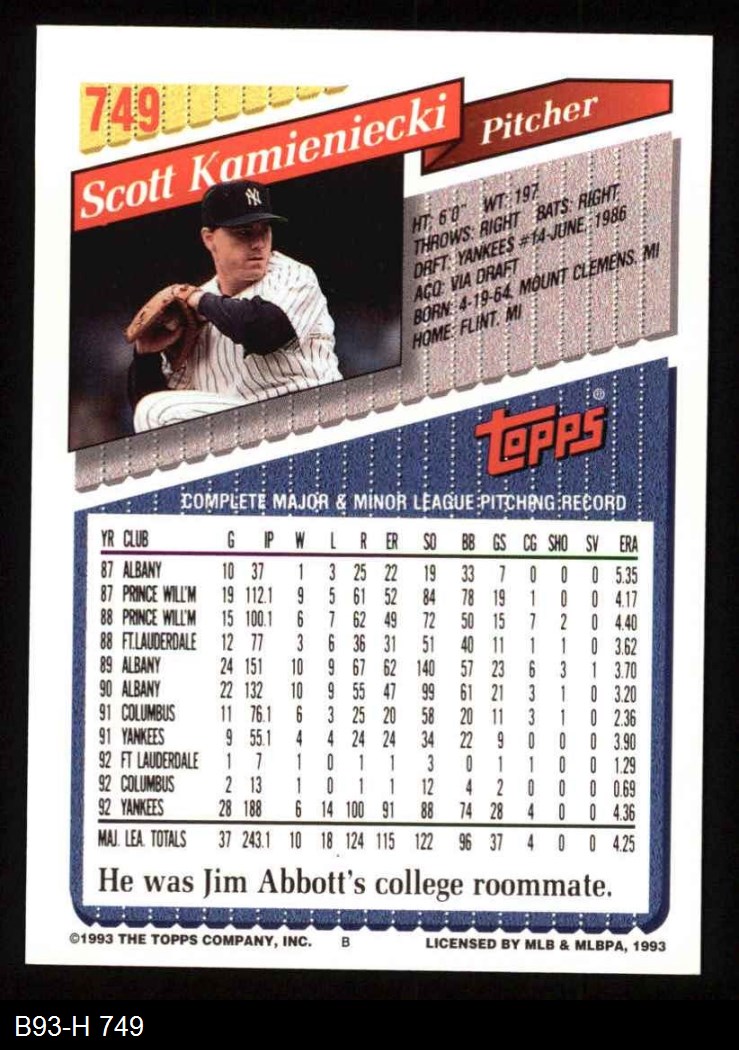 749
Scott Kamieniecki
Pitcher
NY
HT: 6'0" WT: 197
THROWS: RIGHT BATS: RIGHT
DRFT: YANKEES #14-JUNE, 1986
ACQ: VIA DRAFT
BORN: 4-19-64, MOUNT CLEMENS, MI
HOME: FLINT, MI
TOPPS ®
COMPLETE MAJOR & MINOR LEAGUE PITCHING RECORD
YR CLUB G IP W L R ER SO BB GS CG SHO SV ERA
87 ALBANY 10 37 1 3 25 22 19 33 7 0 0 0 5.35
87 PRINCE WILL'M 19 112.1 9 5 61 52 84 78 19 1 0 0 4.17
88 PRINCE WILL'M 15 100.1 6 7 62 49 72 50 15 7 2 0 4.40
88 FT.LAUDERDALE 12 77 3 6 36 31 51 40 11 1 1 0 3.62
89 ALBANY 24 151 10 9 67 62 140 57 23 6 3 1 3.70
90 ALBANY 22 132 10 9 55 47 99 61 21 3 1 0 3.20
91 COLUMBUS 11 76.1 6 3 25 20 58 20 11 3 1 0 2.36
91 YANKEES 9 55.1 4 4 24 24 34 22 9 0 0 0 3.90
92 FT LAUDERDALE 1 7 1 0 1 1 3 0 1 1 0 0 1.29
92 COLUMBUS 2 13 1 0 1 1 12 4 2 0 0 0 0.69
92 YANKEES 28 188 6 14 100 91 88 74 28 4 0 0 4.36
MAJ. LEA. TOTALS 37 243.1 10 18 124 115 122 96 37 4 0 0 4.25
He was Jim Abbott's college roommate.
©1993 THE TOPPS COMPANY, INC. B LICENSED BY MLB & MLBPA, 1993
B93-H 749